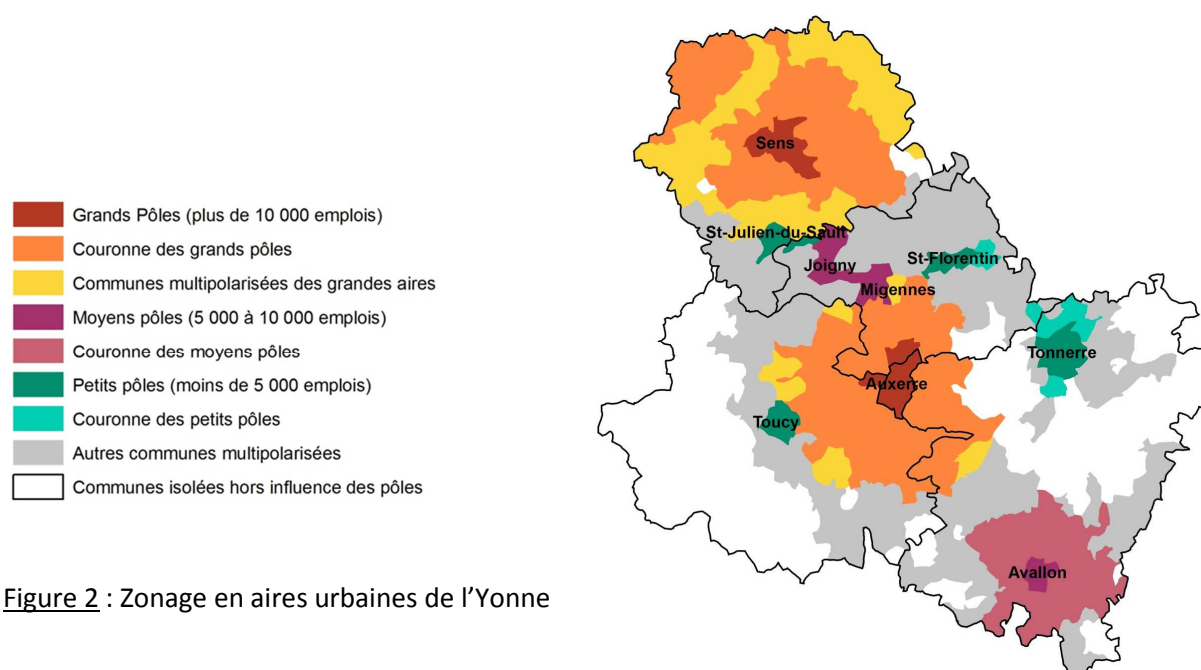 Grands Pôles (plus de 10 000 emplois)
Couronne des grands pôles
Communes multipolarisées des grandes aires
Moyens pôles (5 000 à 10 000 emplois)
Couronne des moyens pôles
Petits pôles (moins de 5 000 emplois)
Couronne des petits pôles
Autres communes multipolarisées
Communes isolées hors influence des pôles
Sens
St-Julien-du-Sault
Joigny
St-Florentin
Migennes
Tonnerre
Auxerre
Toucy
Avallon
Figure 2 : Zonage en aires urbaines de l’Yonne